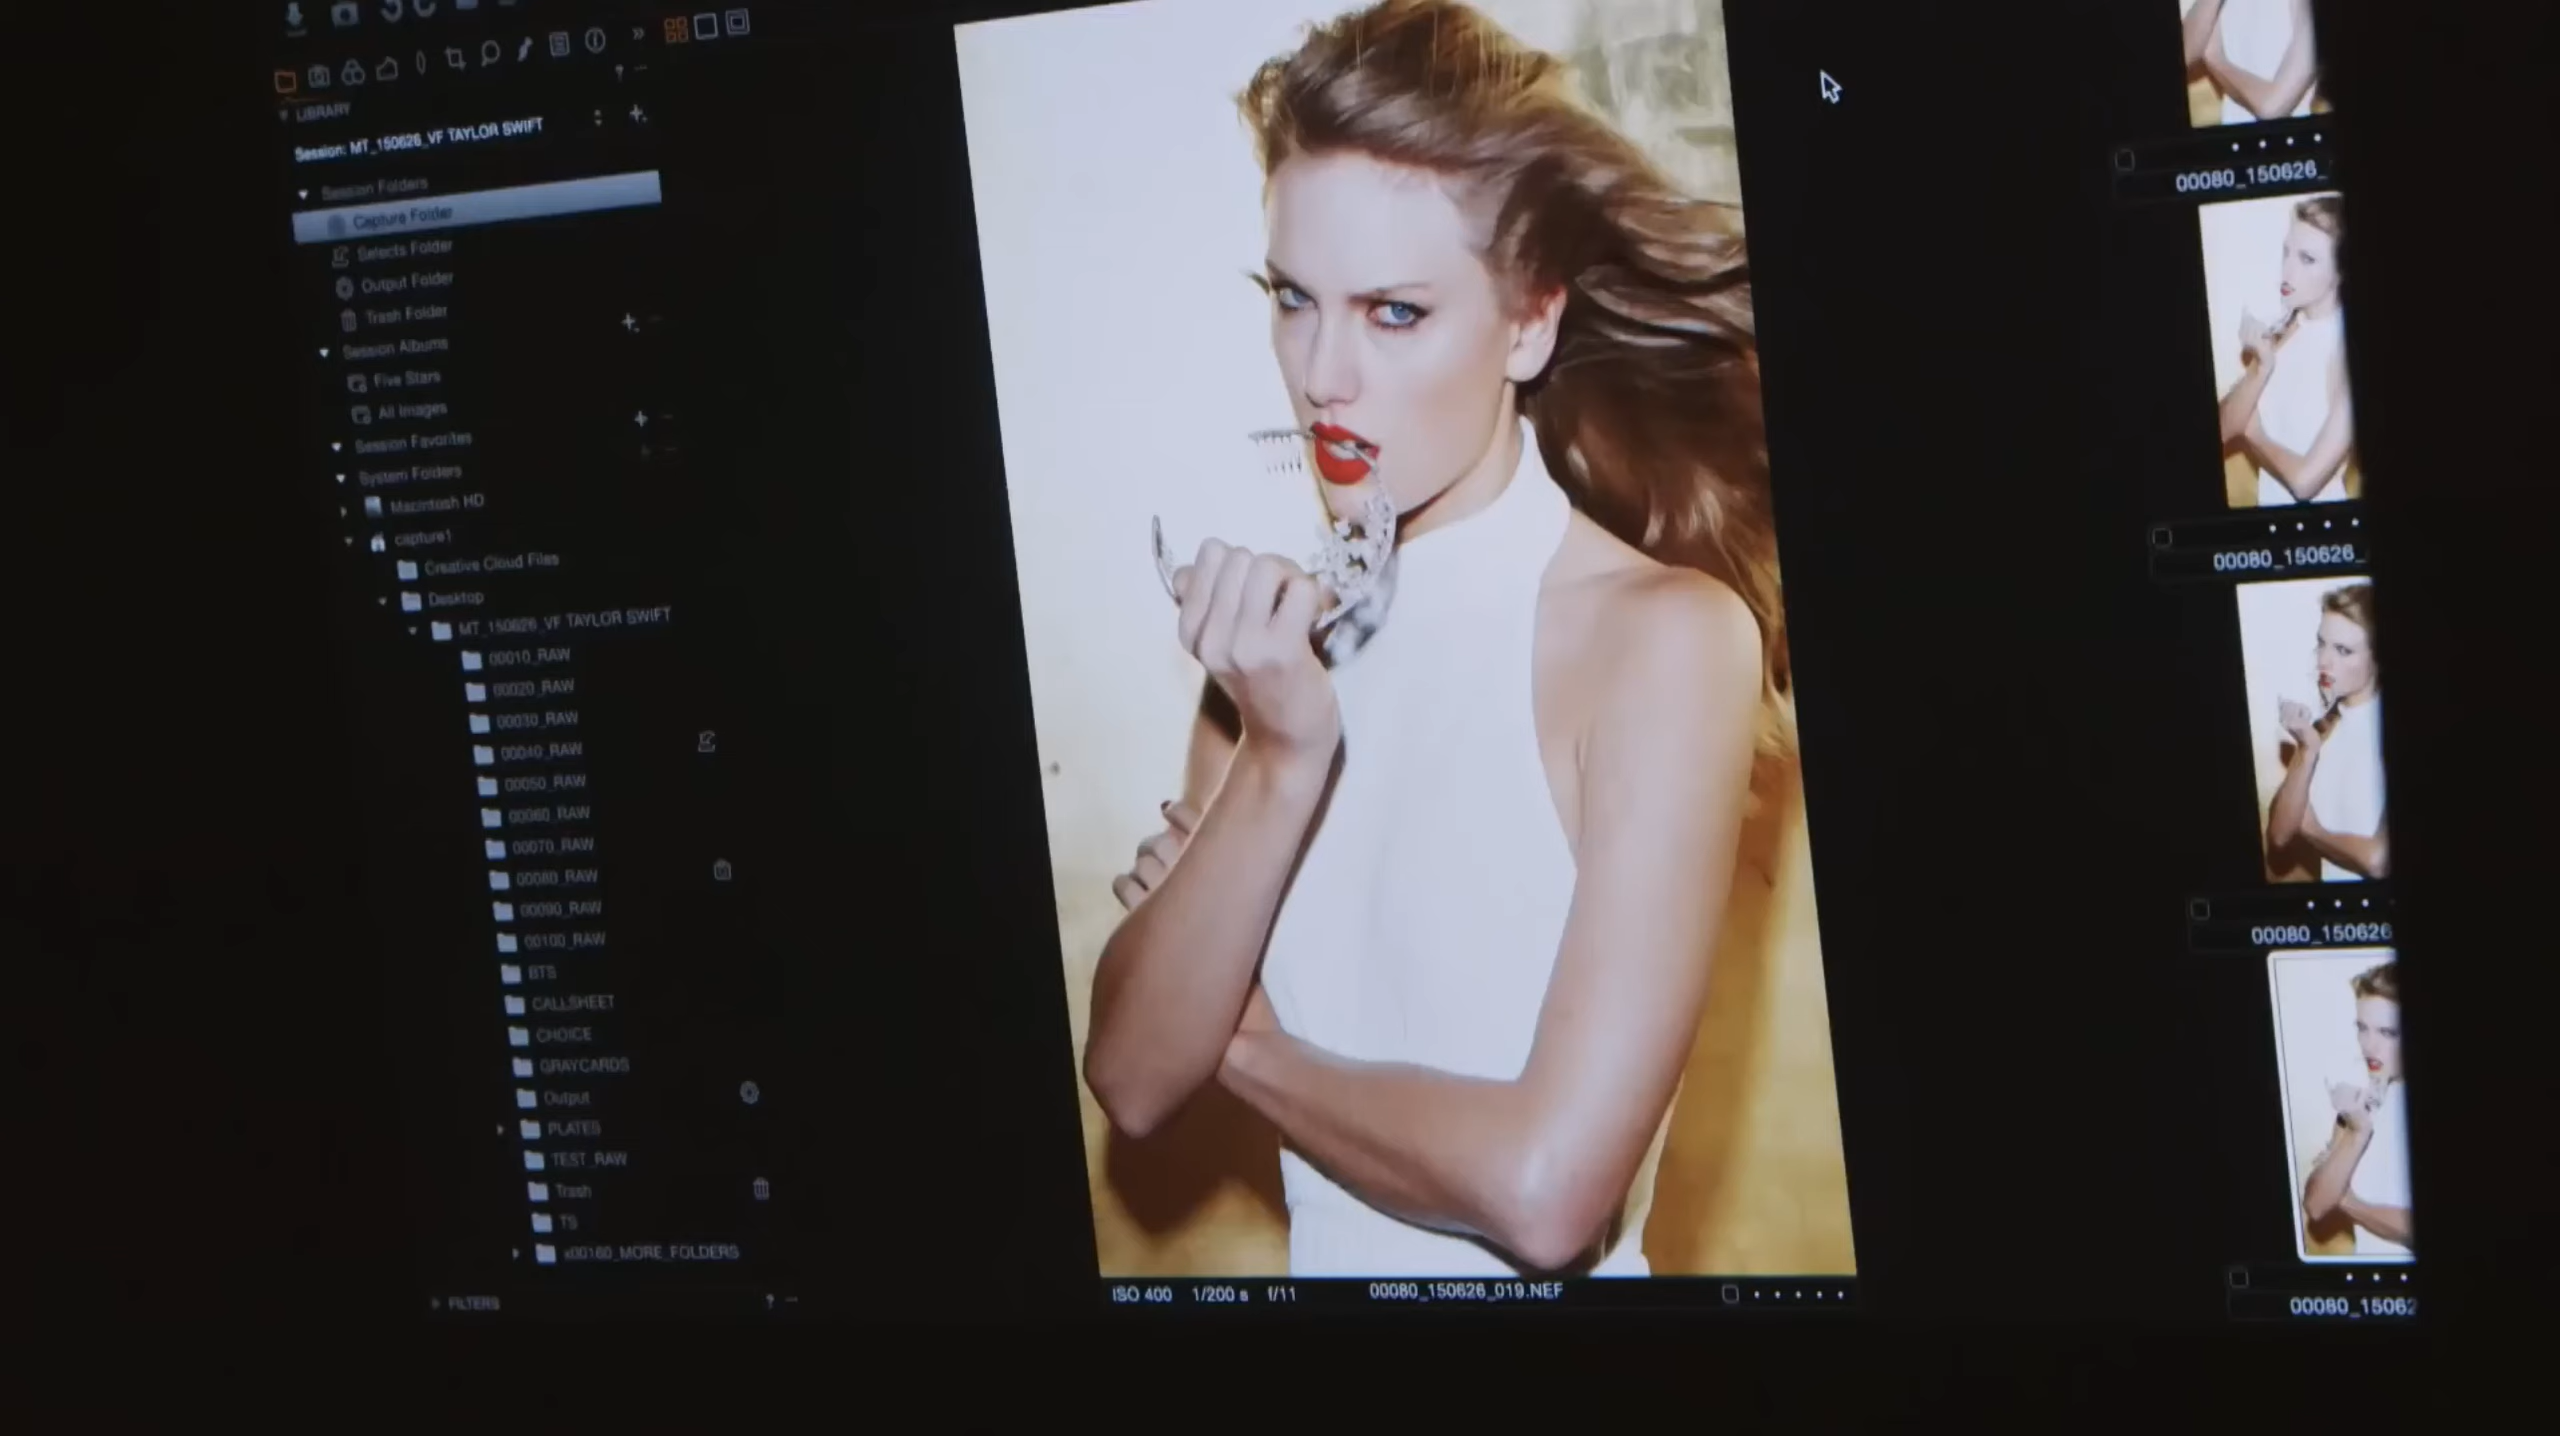 LIBRARY
Session: MT_150626_VF TAYLOR SWIFT
Session Folders
Capture Folder
Selects Folder
Output Folder
Trash Folder
Session Albums
Five Stars
All Images
Session Favorites
System Folders
Macintosh HD
capture1
Creative Cloud Files
Desktop
MT_150626_VF TAYLOR SWIFT
00010_RAW
00020_RAW
00030_RAW
00040_RAW
00050_RAW
00060_RAW
00070_RAW
00080_RAW
00090_RAW
00100_RAW
BTS
CALLSHEET
CHOICE
GRAYCARDS
Output
PLATES
TEST_RAW
Trash
TS
x00160_MORE_FOLDERS
FILTERS
ISO 400 1/200 s f/11 00080_150626_019.NEF
00080_150626_
00080_150626_
00080_150626
00080_15062